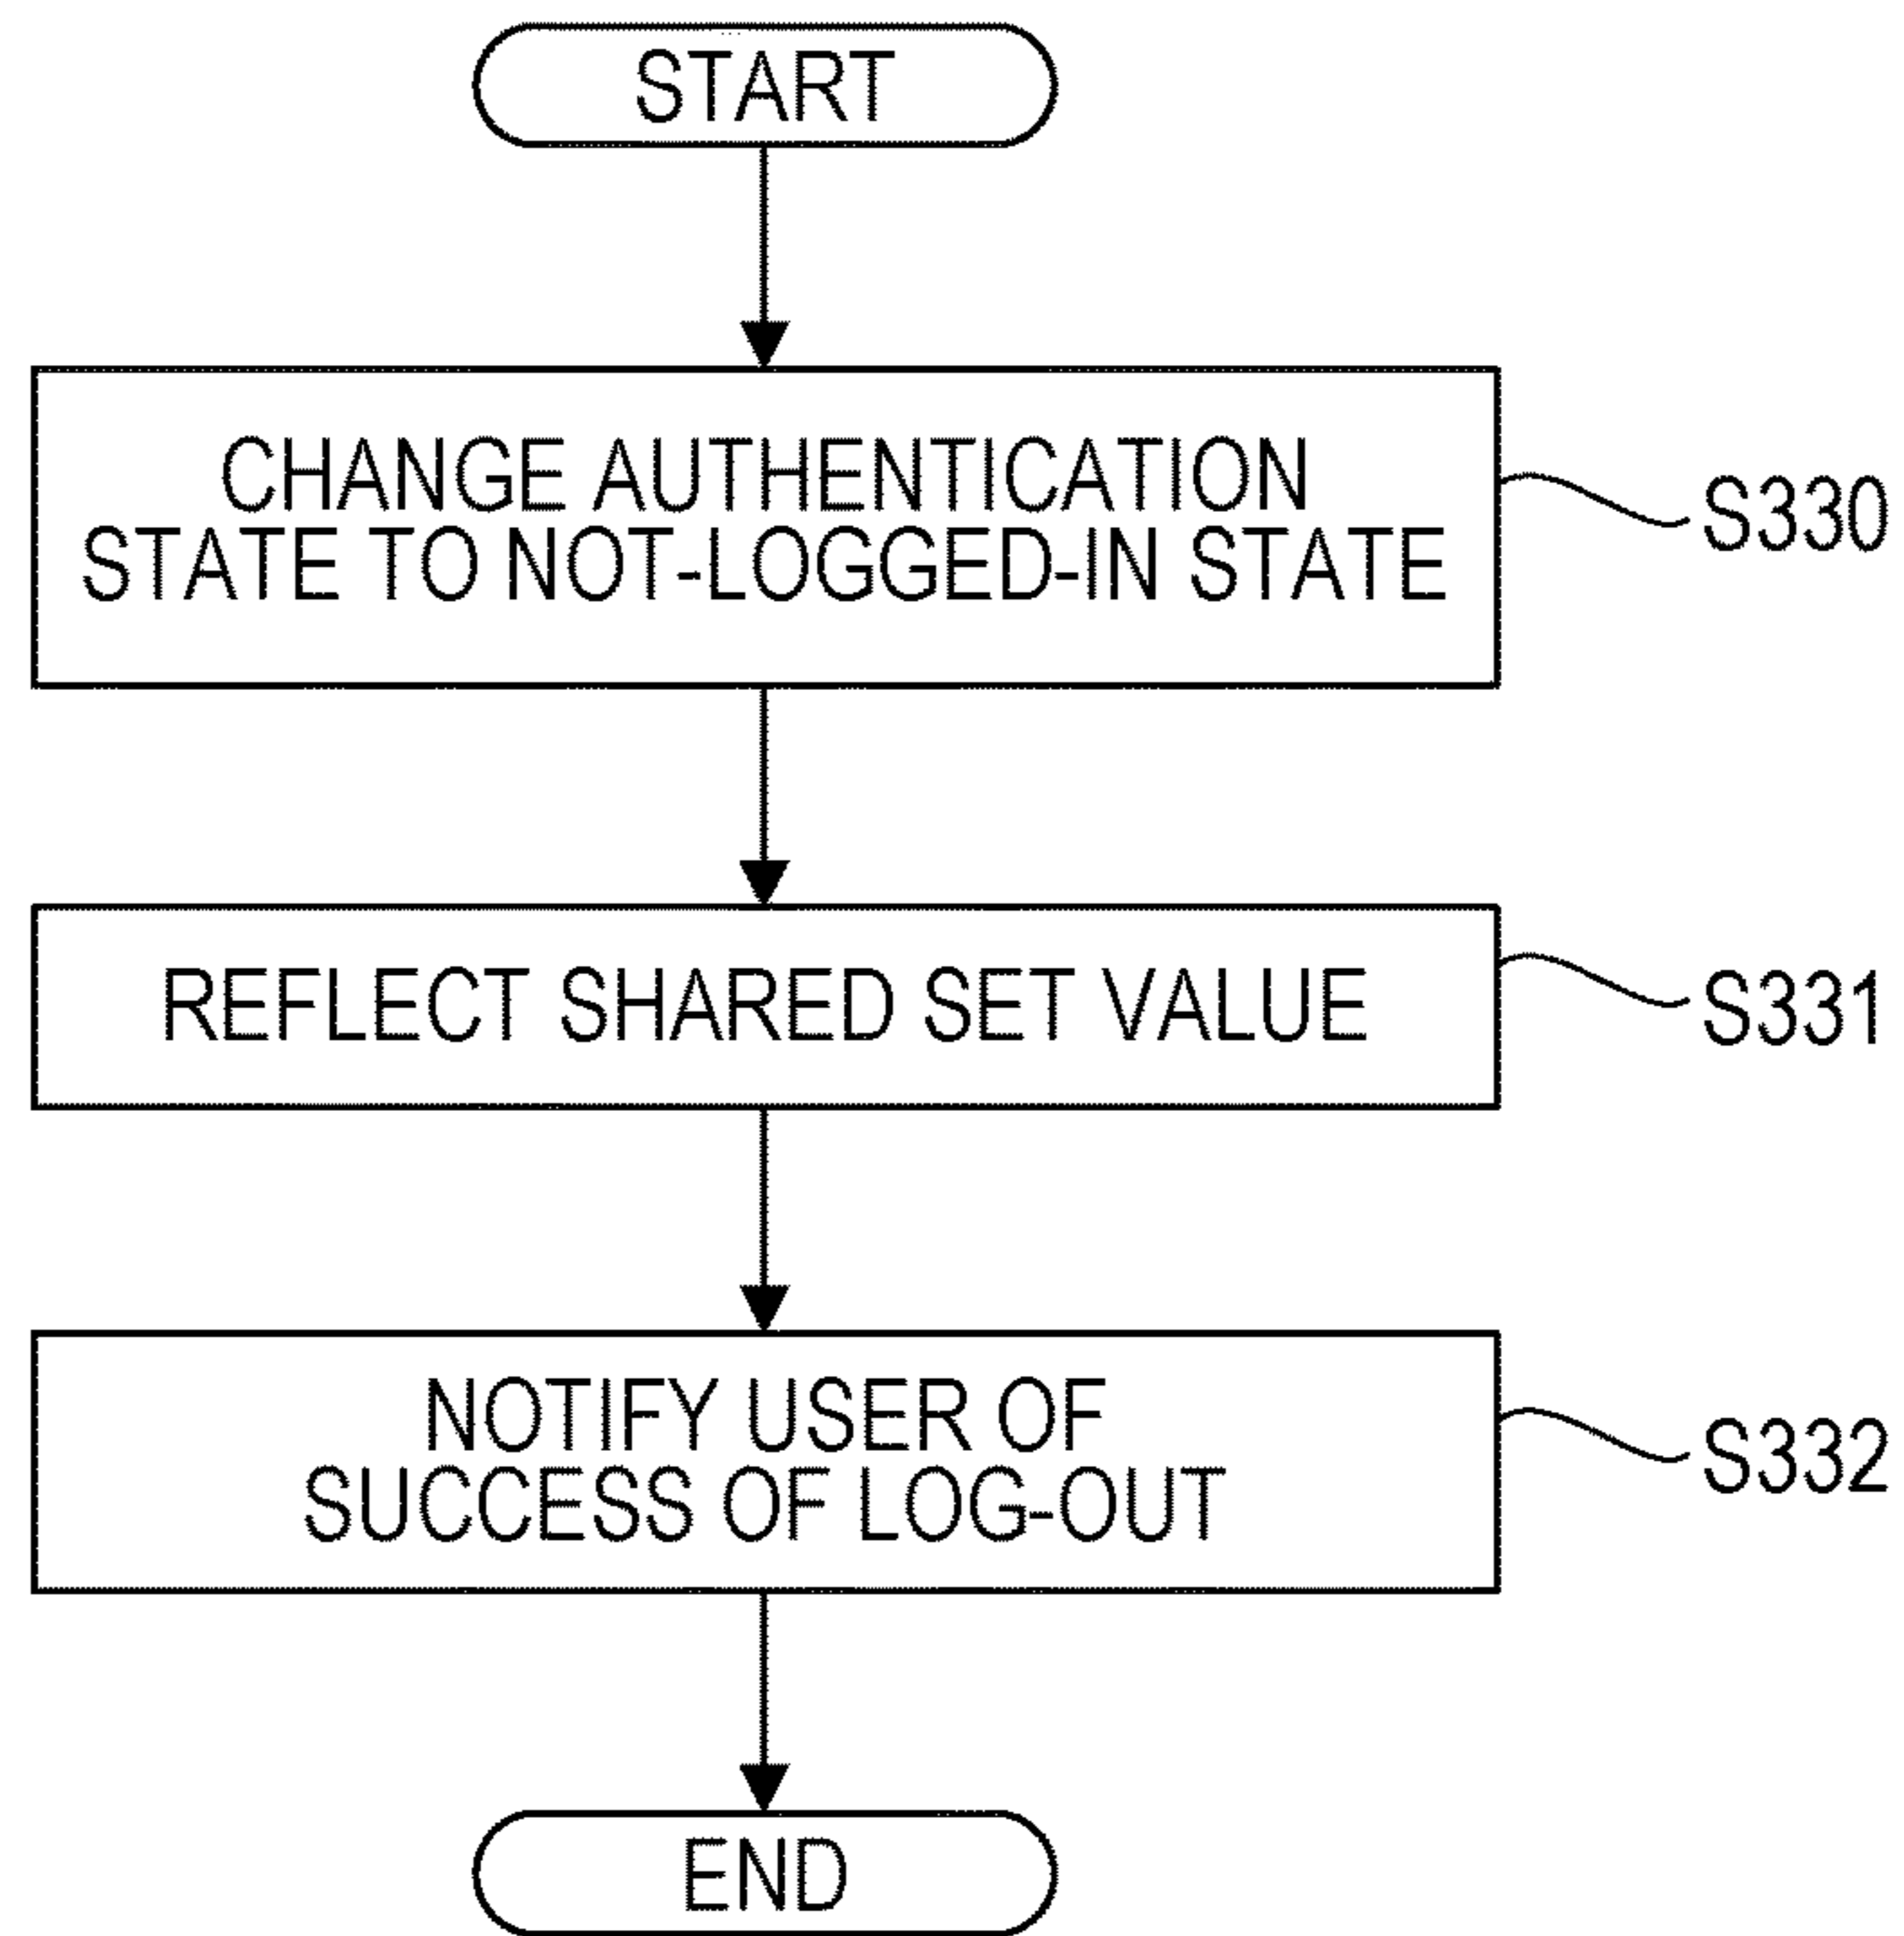 START
CHANGE AUTHENTICATION
STATE TO NOT-LOGGED-IN STATE
S330
REFLECT SHARED SET VALUE
S331
NOTIFY USER OF
SUCCESS OF LOG-OUT
S332
END